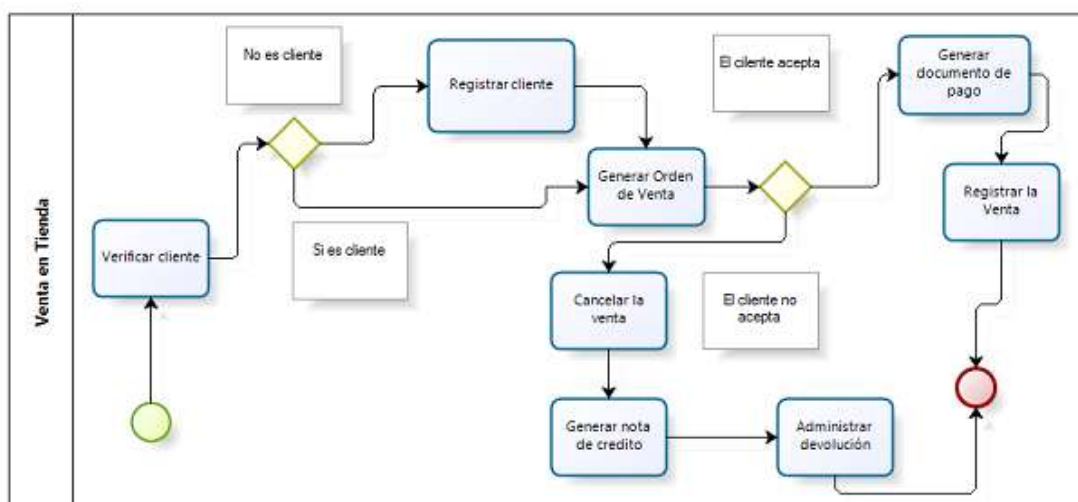 Venta en Tienda
No es cliente
Registrar cliente
El cilente acepta
Generar
documento de
pago
Generar Orden
de Venta
Registrar la
Venta
Verificar cliente
Si es cliente
Cancelar la
venta
El cliente no
acepta
Generar nota
de credito
Administrar
devolución